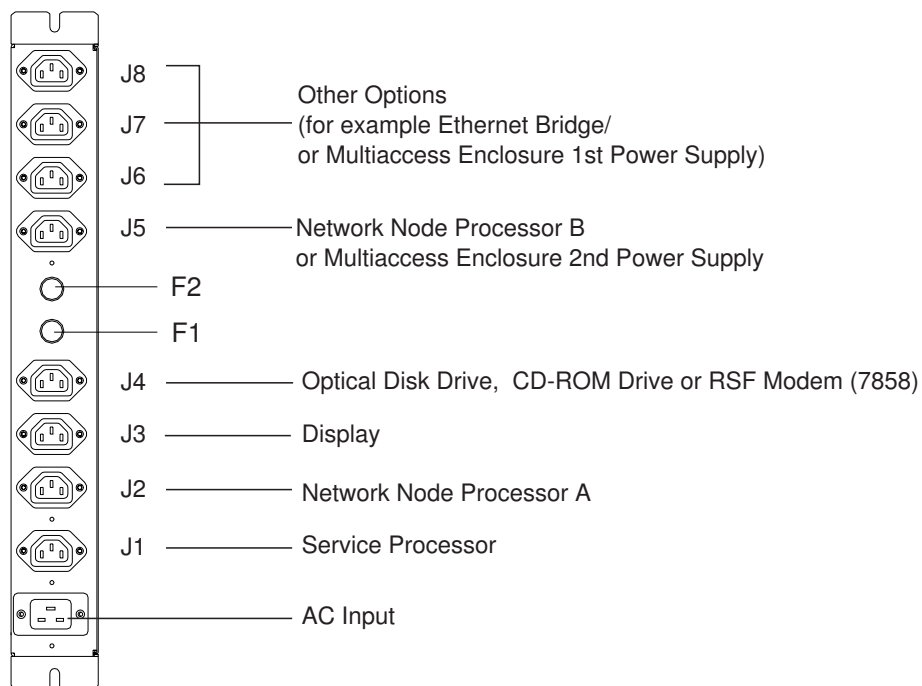 J8
J7
J6
Other Options
(for example Ethernet Bridge/
or Multiaccess Enclosure 1st Power Supply)
J5
Network Node Processor B
or Multiaccess Enclosure 2nd Power Supply
F2
F1
J4
Optical Disk Drive, CD-ROM Drive or RSF Modem (7858)
J3
Display
J2
Network Node Processor A
J1
Service Processor
AC Input